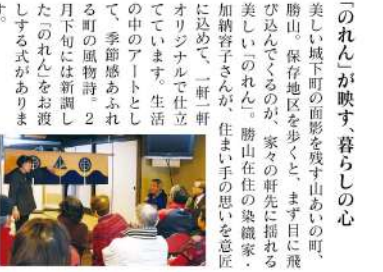 「のれん」が映す、暮らしの心
美しい城下町の面影を残す山あいの町、
勝山。保存地区を歩くと、まず目に飛
び込んでくるのが、家々の軒先に揺れる
美しい「のれん」。勝山在住の染織家・
加納容子さんが、住まい手の思いを意匠
に込めて、一軒一軒
オリジナルで仕立
てています。生活
の中のアートとし
て、季節感あふれ
る町の風物詩。２
月下旬には新調し
た「のれん」をお渡
しする式がありま
す。